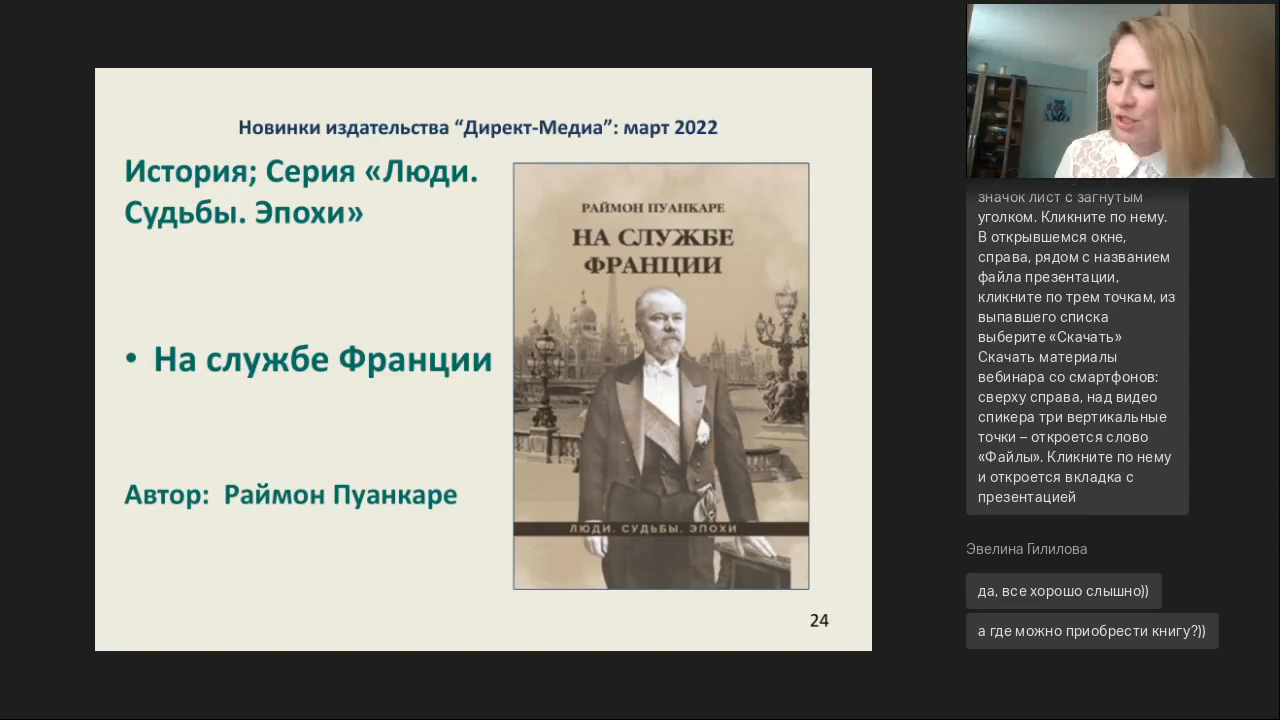 Новинки издательства “Директ-Медиа”: март 2022
История; Серия «Люди.
Судьбы. Эпохи»
• На службе Франции
Автор: Раймон Пуанкаре
РАЙМОН ПУАНКАРЕ
НА СЛУЖБЕ
ФРАНЦИИ
ЛЮДИ. СУДЬБЫ. ЭПОХИ
24
значок лист с загнутым
уголком. Кликните по нему.
В открывшемся окне,
справа, рядом с названием
файла презентации,
кликните по трем точкам, из
выпавшего списка
выберите «Скачать»
Скачать материалы
вебинара со смартфонов:
сверху справа, над видео
спикера три вертикальные
точки – откроется слово
«Файлы». Кликните по нему
и откроется вкладка с
презентацией
Эвелина Гилилова
да, все хорошо слышно))
а где можно приобрести книгу?))